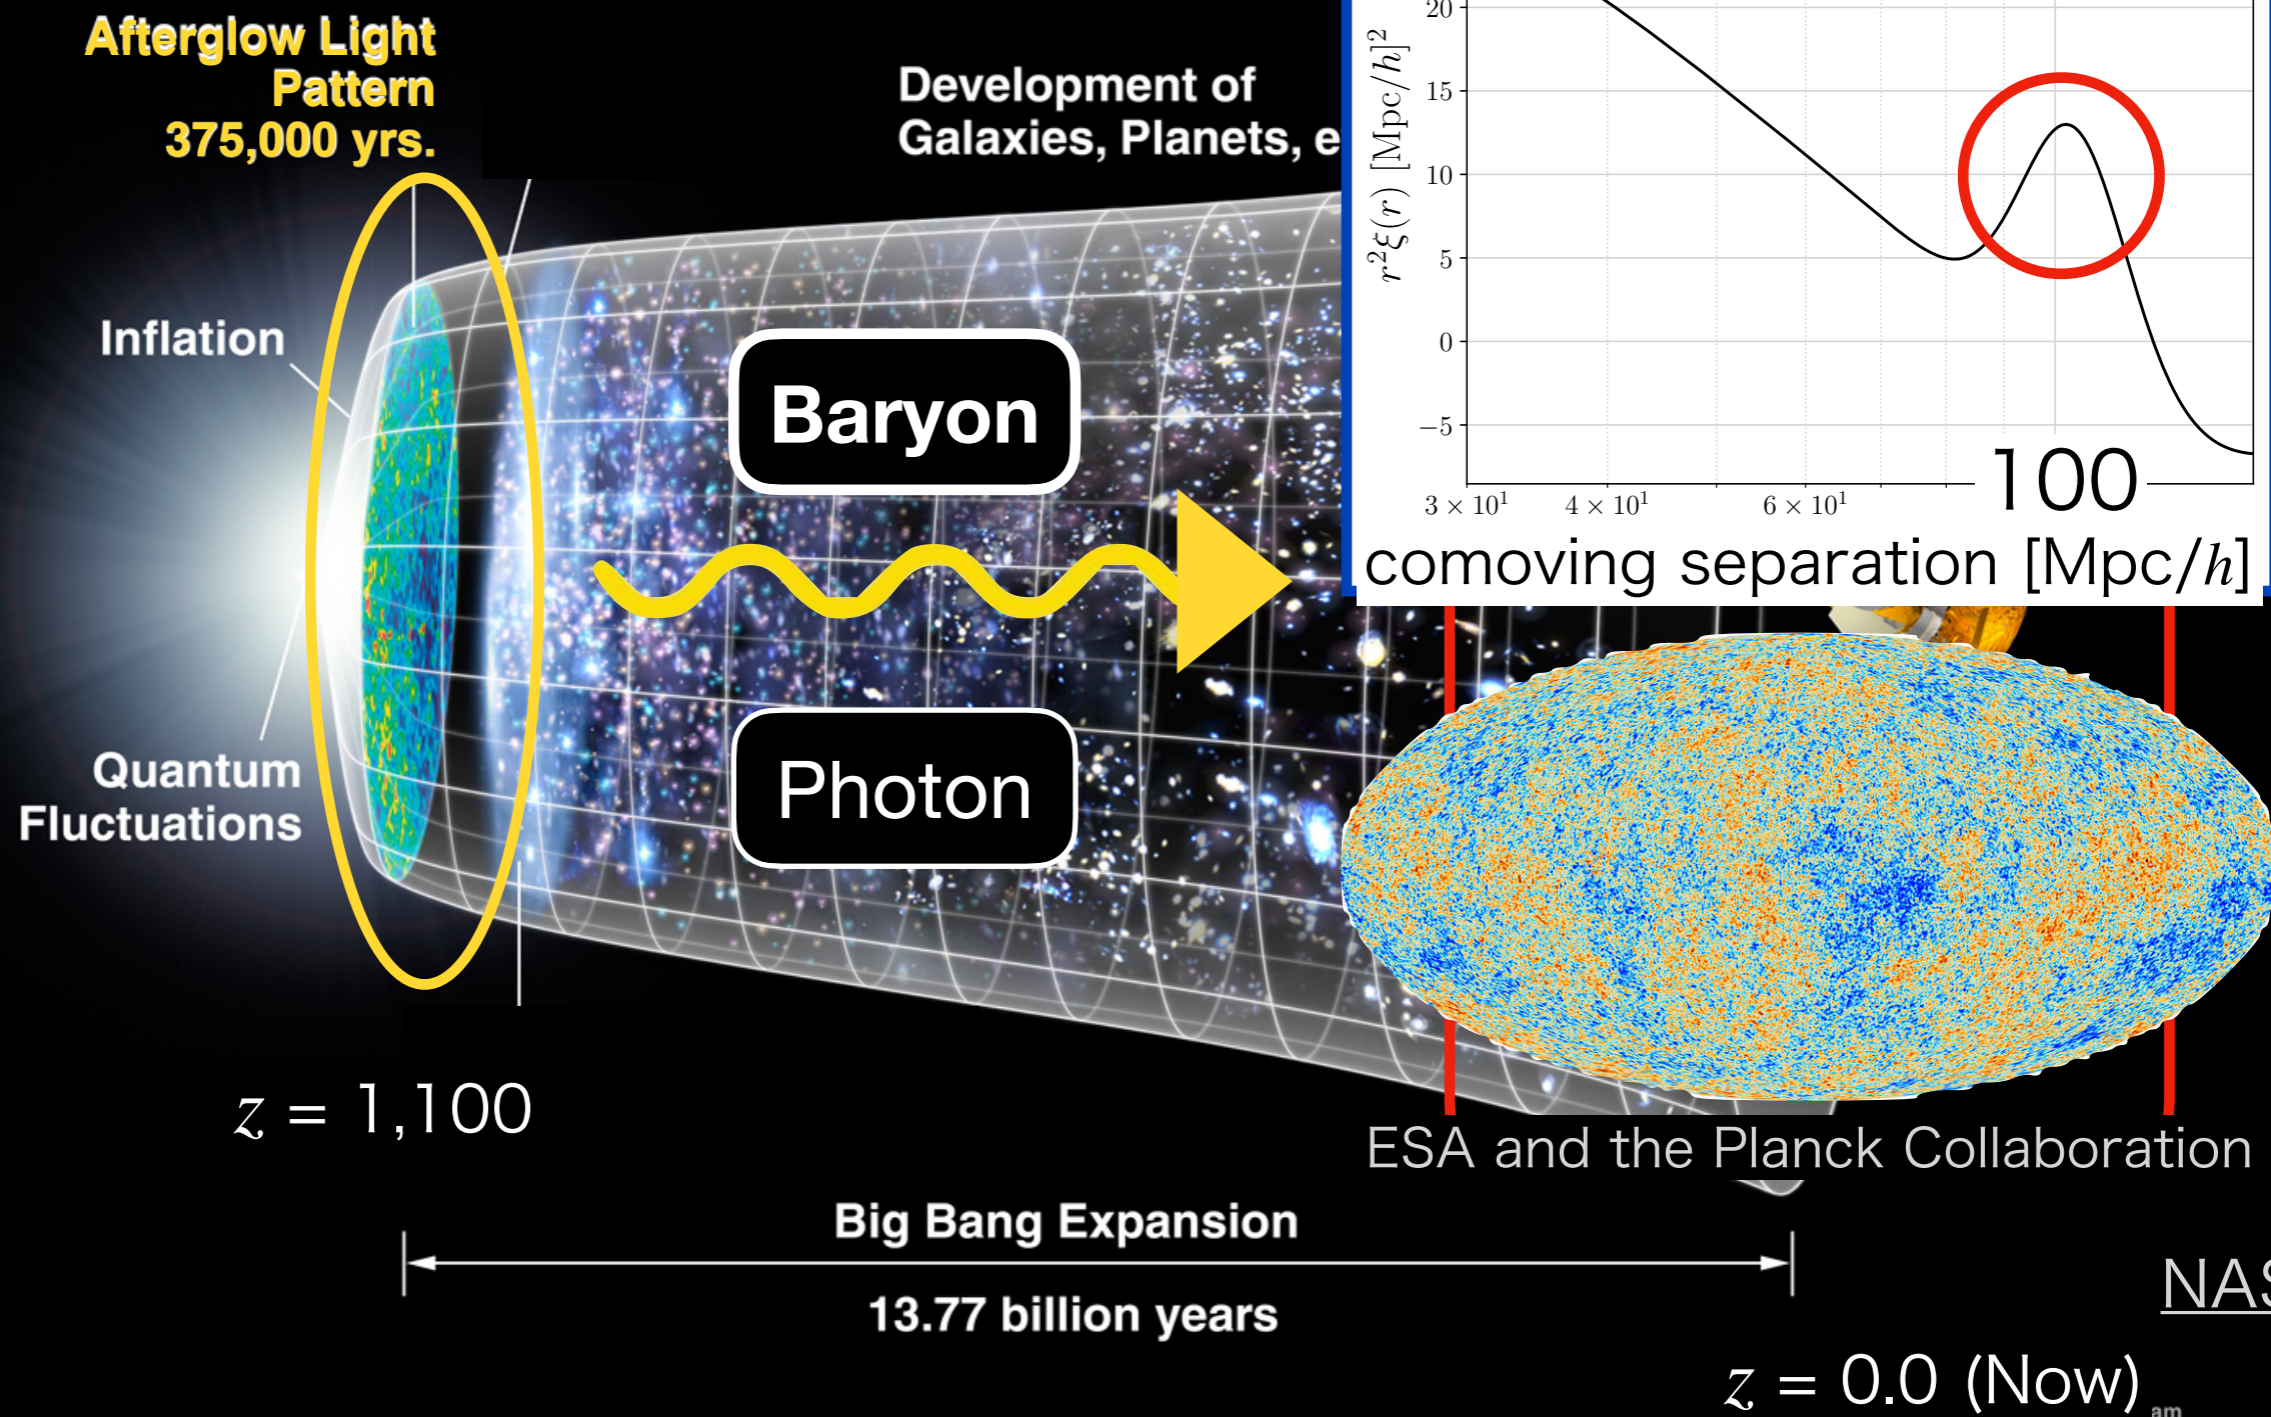 Afterglow Light
Pattern
375,000 yrs.
Development of
Galaxies, Planets, e
Inflation
Quantum
Fluctuations
Baryon
Photon
r²ξ(r) [Mpc/h]²
20
15
10
5
0
−5
3 × 10¹
4 × 10¹
6 × 10¹
100
comoving separation [Mpc/h]
ESA and the Planck Collaboration
z = 1,100
Big Bang Expansion
13.77 billion years
NAS
z = 0.0 (Now)
am